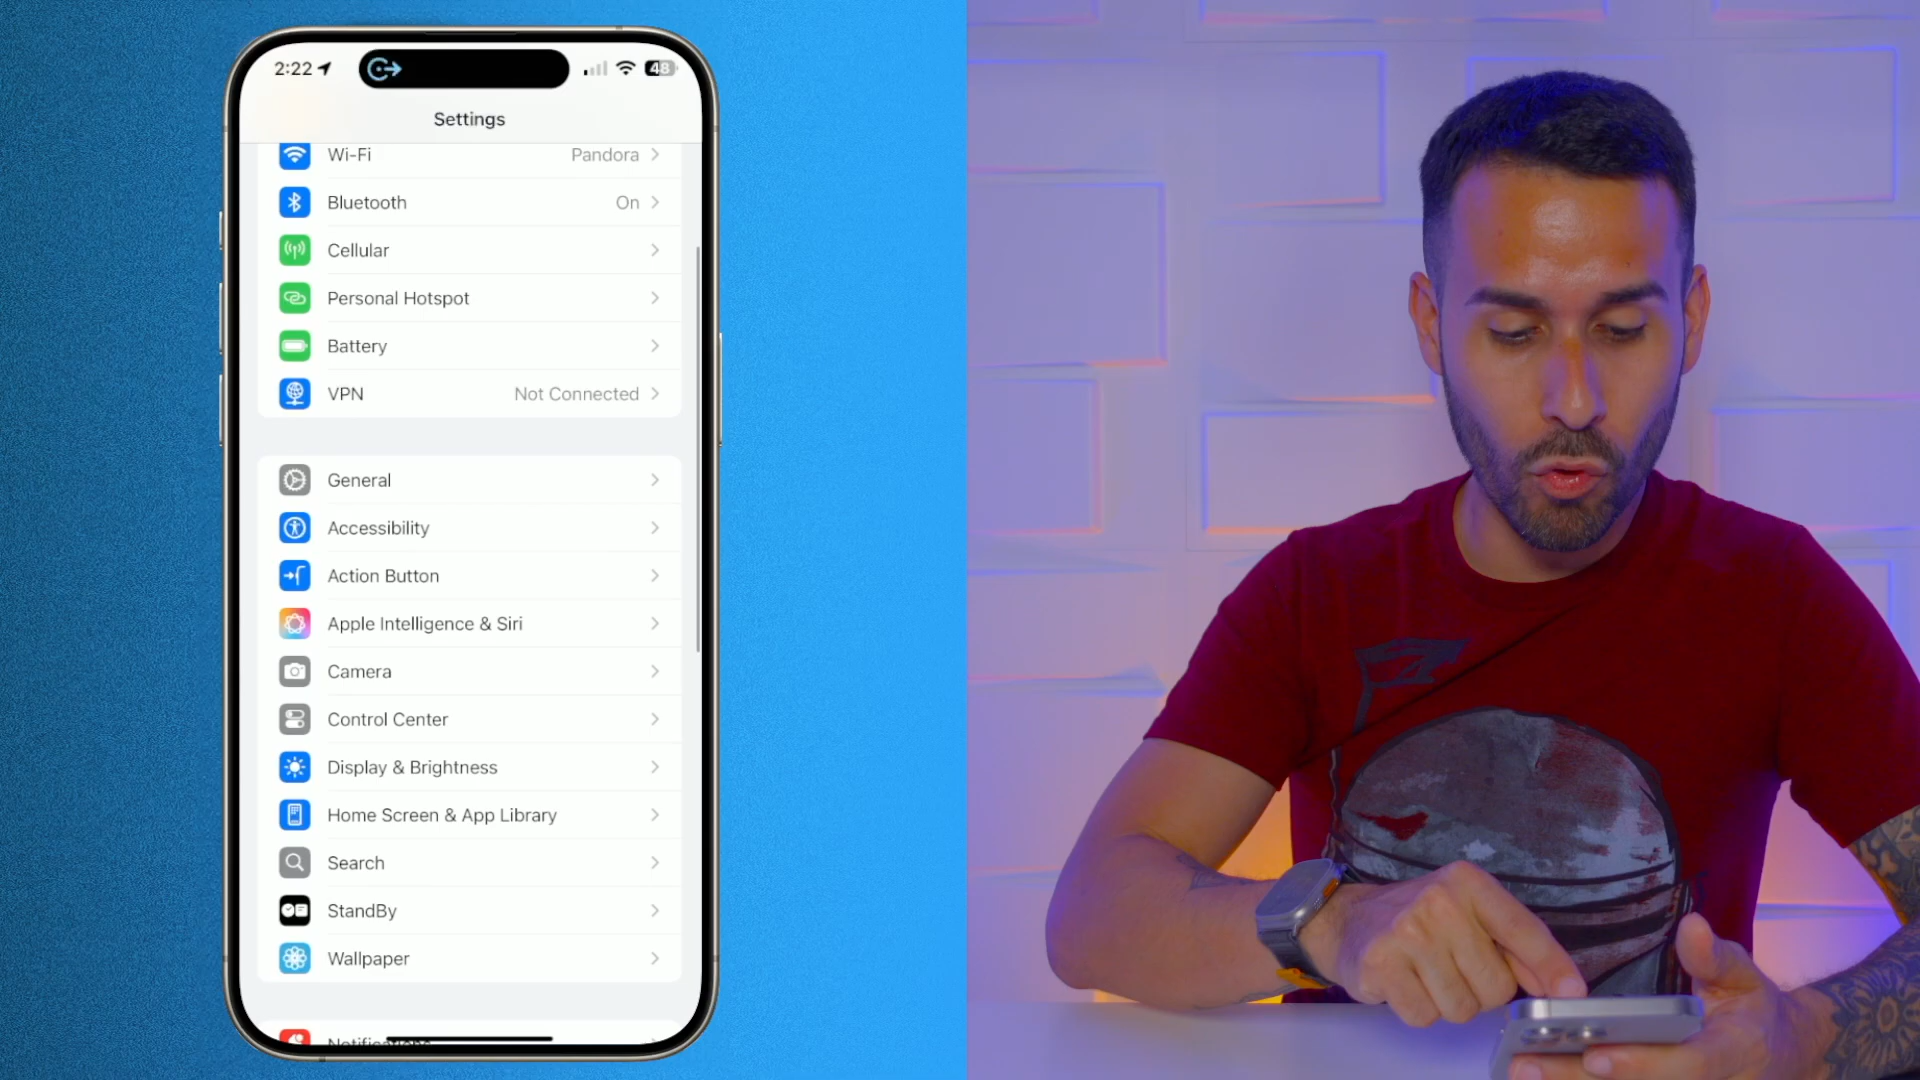 2:22
48
Settings
Wi-Fi Pandora
Bluetooth On
Cellular
Personal Hotspot
Battery
VPN Not Connected
General
Accessibility
Action Button
Apple Intelligence & Siri
Camera
Control Center
Display & Brightness
Home Screen & App Library
Search
StandBy
Wallpaper
Notifications